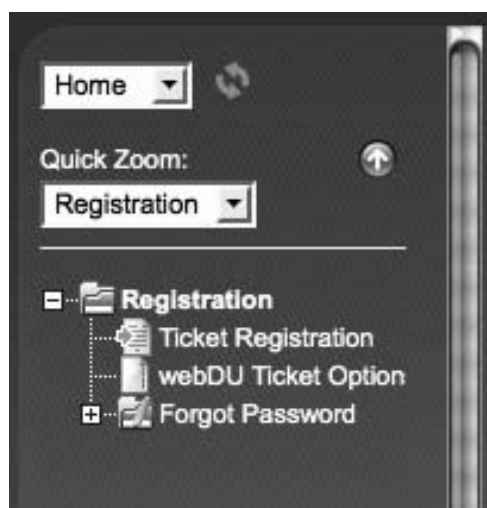 Home
Quick Zoom:
Registration
Registration
Ticket Registration
webDU Ticket Option
Forgot Password